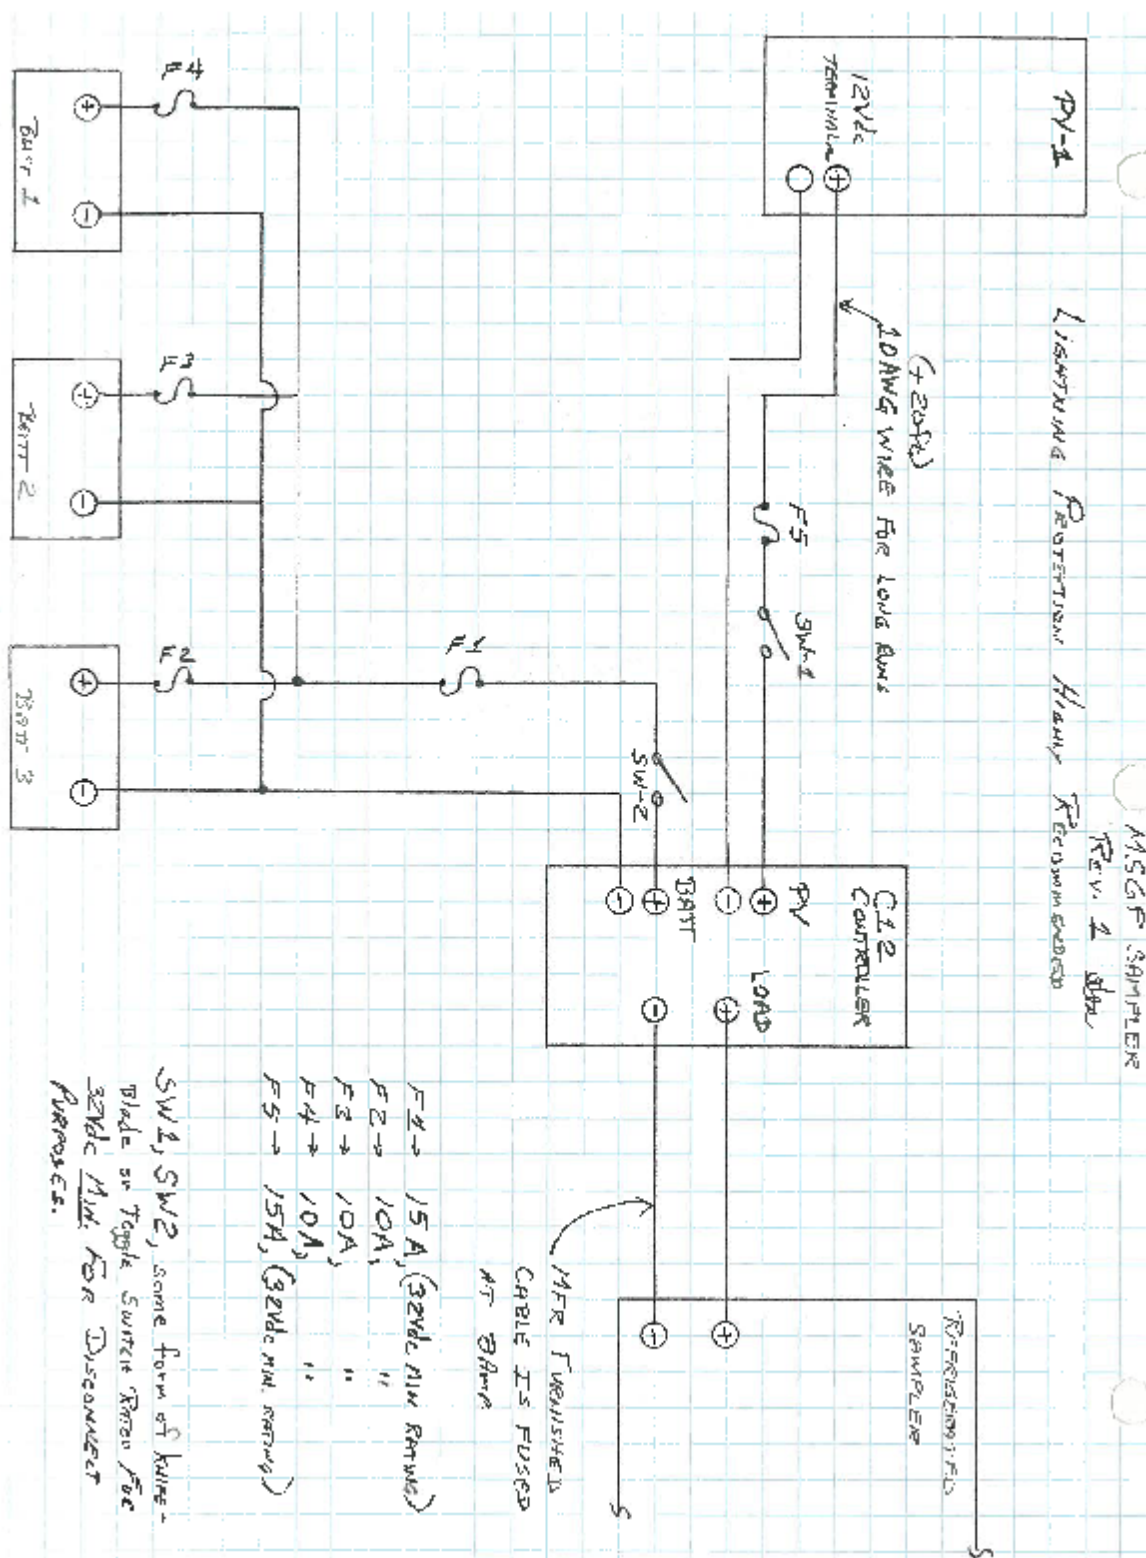 MSGP SAMPLER
REV. 1
LIGHTNING PROTECTION HIGHLY RECOMMENDED
PV-1
12Vdc
TERMINALS
+
(+20ft)
10AWG WIRE FOR LONG RUNS
F5
SW-1
C12
CONTROLLER
PV
+
-
BATT
+
-
LOAD
+
-
REFRIGERATED
SAMPLER
+
-
S
S
MFR FURNISHED
CABLE IS FUSED
AT 8AMP
SW-2
F1
F4
F3
F2
+
-
BATT 1
+
-
BATT-2
+
-
BATT-3
F1→ 15A, (32Vdc MIN RATING)
F2→ 10A, "
F3→ 10A, "
F4→ 10A, "
F5→ 15A, (32Vdc MIN. RATING)
SW1, SW2, some form of KNIFE-
Blade or Toggle Switch Rated FOR
32Vdc MIN. FOR DISCONNECT
PURPOSES.